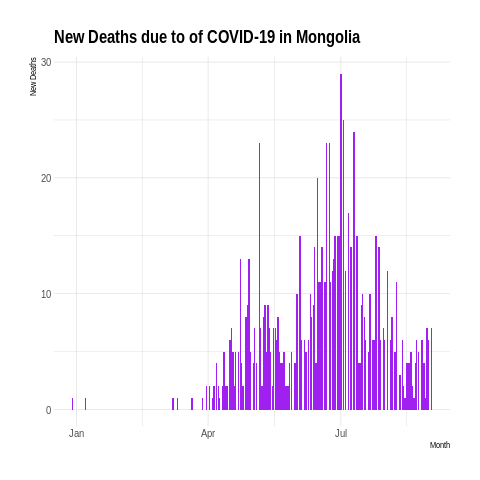 New Deaths due to of COVID-19 in Mongolia
New Deaths
30
20
10
0
Jan Apr Jul
Month